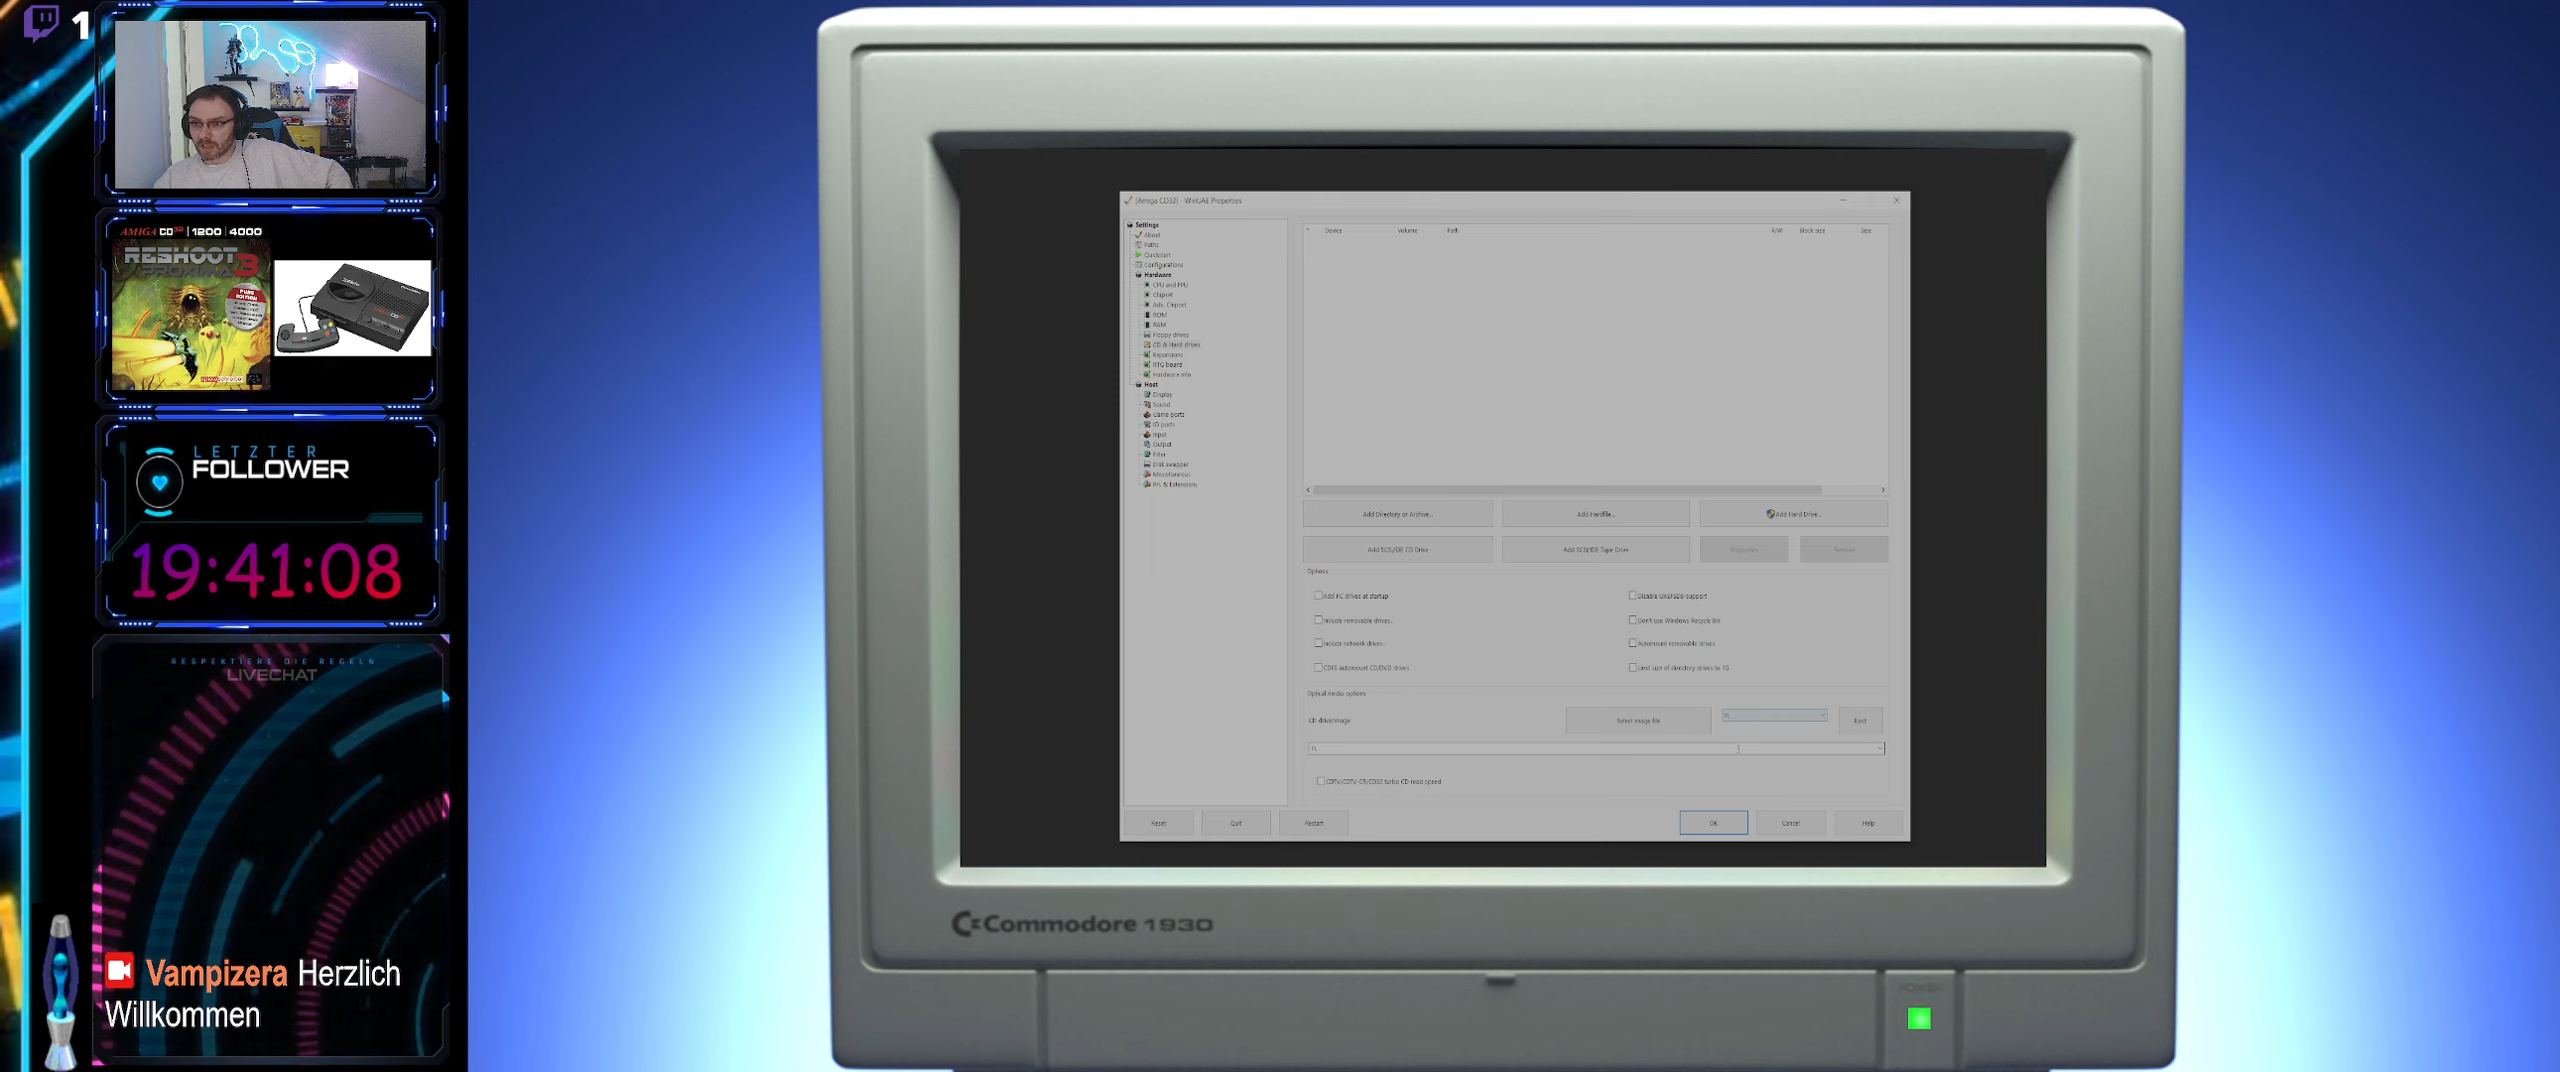 1
AMIGA CD32 | 1200 | 4000
RESHOOT
PROXIMA 3
LETZTER
FOLLOWER
19:41:08
RESPEKTIERE DIE REGELN
LIVECHAT
Vampizera Herzlich
Willkommen
[Amiga CD32] - WinUAE Properties
Settings
About
Paths
Quickstart
Configurations
Hardware
CPU and FPU
Chipset
Adv. Chipset
ROM
RAM
Floppy drives
CD & Hard drives
Expansions
RTG board
Hardware info
Host
Display
Sound
Game ports
IO ports
Input
Output
Filter
Disk swapper
Miscellaneous
Pri. & Extensions
* Device Volume Path R/W Block size Size
Add Directory or Archive... Add Hardfile... Add Hard Drive...
Add SCSI/IDE CD Drive Add SCSI/IDE Tape Drive Properties Remove
Options
Add PC drives at startup Disable UAEFSDB-support
Include removable drives.. Don't use Windows Recycle Bin
Include network drives.. Automount removable drives
CDFS automount CD/DVD drives Limit size of directory drives to 1G
Optical media options
CD drive/image Select image file Eject
CDTV/CDTV-CR/CD32 turbo CD read speed
Reset Quit Restart OK Cancel Help
Commodore 1930
POWER